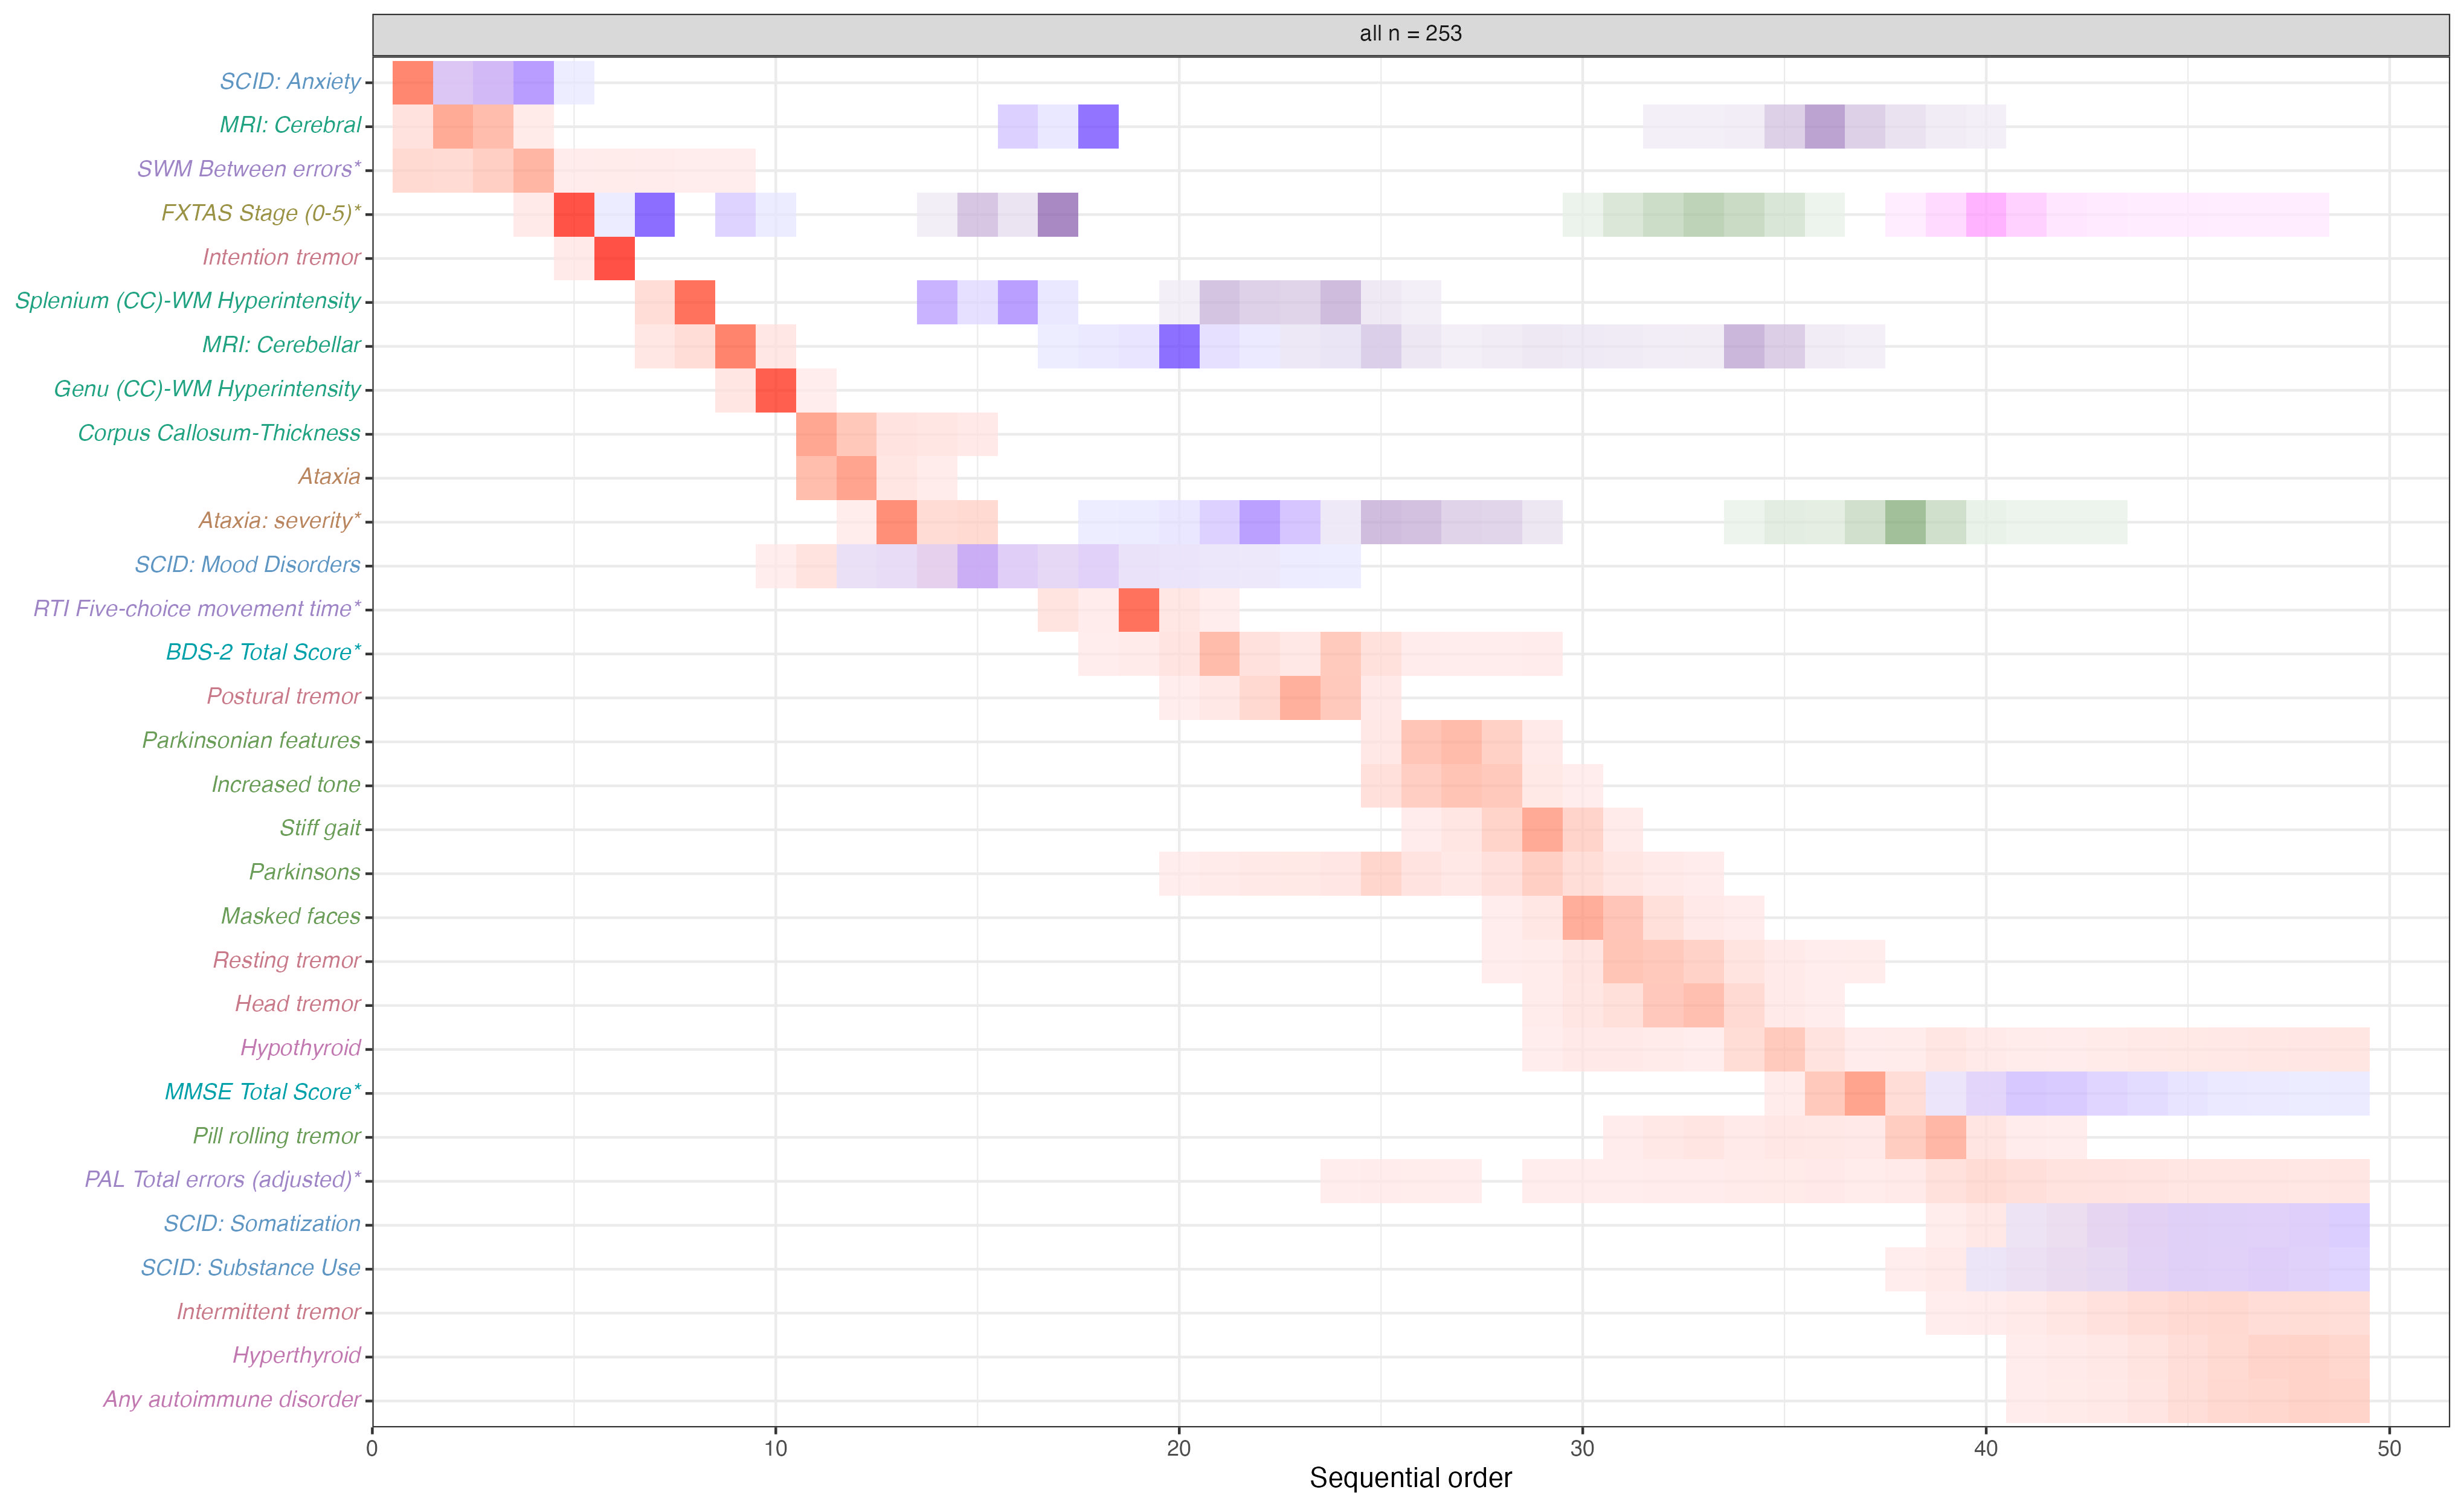 all n = 253
SCID: Anxiety
MRI: Cerebral
SWM Between errors*
FXTAS Stage (0-5)*
Intention tremor
Splenium (CC)-WM Hyperintensity
MRI: Cerebellar
Genu (CC)-WM Hyperintensity
Corpus Callosum-Thickness
Ataxia
Ataxia: severity*
SCID: Mood Disorders
RTI Five-choice movement time*
BDS-2 Total Score*
Postural tremor
Parkinsonian features
Increased tone
Stiff gait
Parkinsons
Masked faces
Resting tremor
Head tremor
Hypothyroid
MMSE Total Score*
Pill rolling tremor
PAL Total errors (adjusted)*
SCID: Somatization
SCID: Substance Use
Intermittent tremor
Hyperthyroid
Any autoimmune disorder
0 10 20 30 40 50
Sequential order